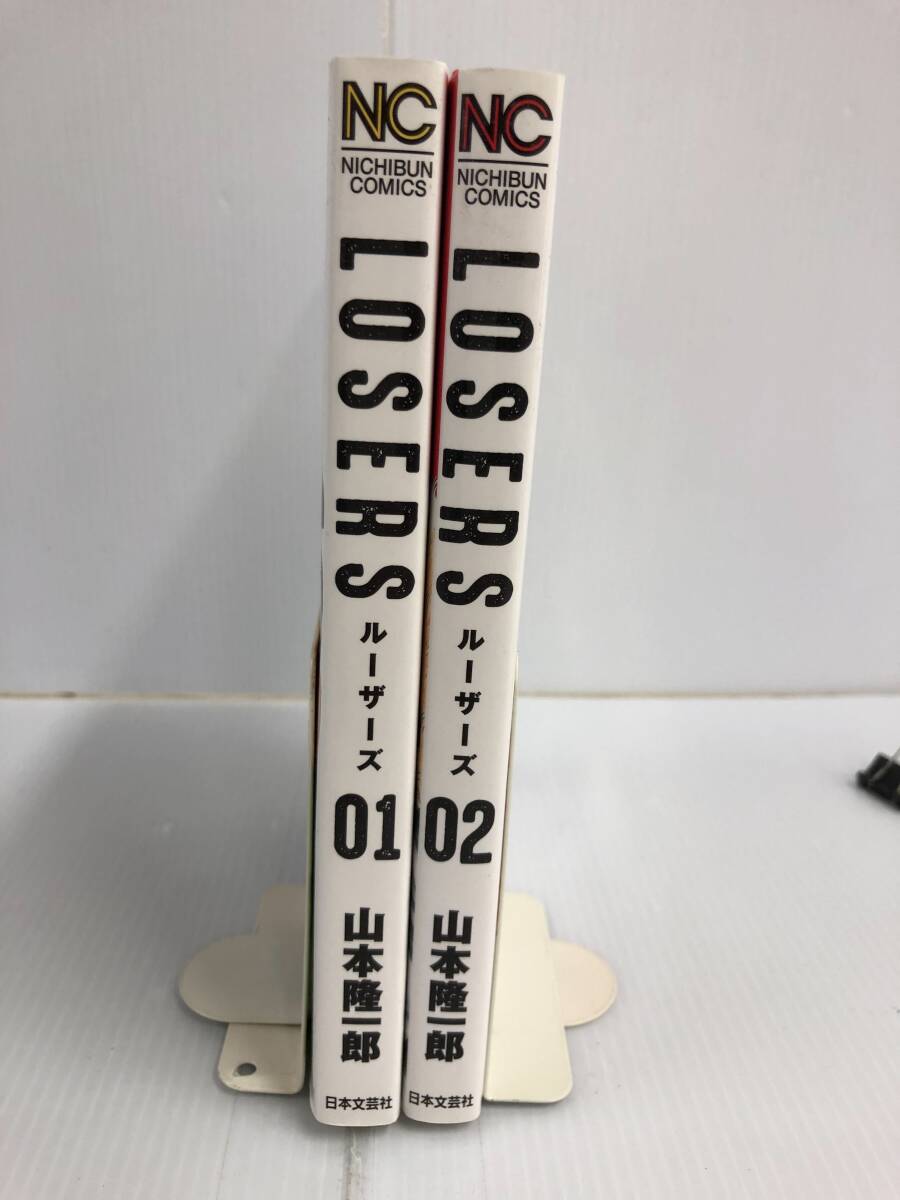 NC
NICHIBUN
COMICS
LOSERS
ルーザーズ
01
山本隆一郎
日本文芸社
NC
NICHIBUN
COMICS
LOSERS
ルーザーズ
02
山本隆一郎
日本文芸社